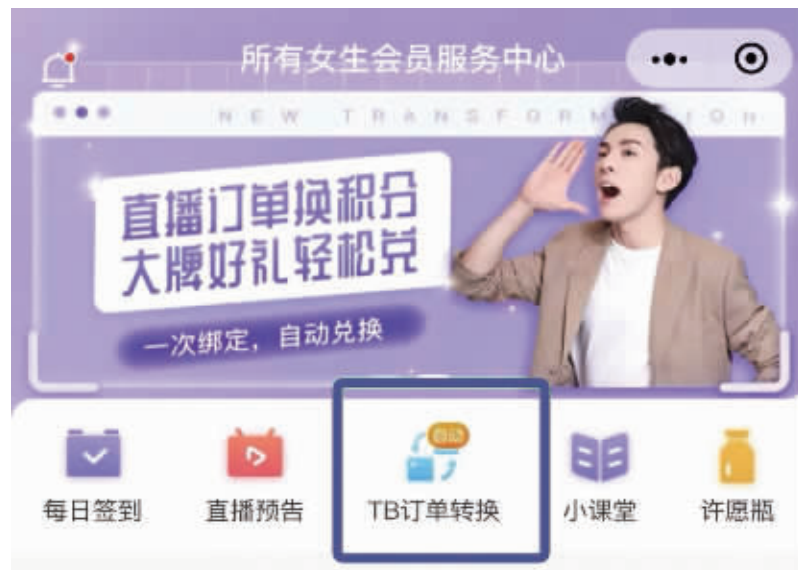 所有女生会员服务中心
NEW TRANSFORMATION
直播订单换积分
大牌好礼轻松兑
一次绑定，自动兑换
自动
每日签到
直播预告
TB订单转换
小课堂
许愿瓶